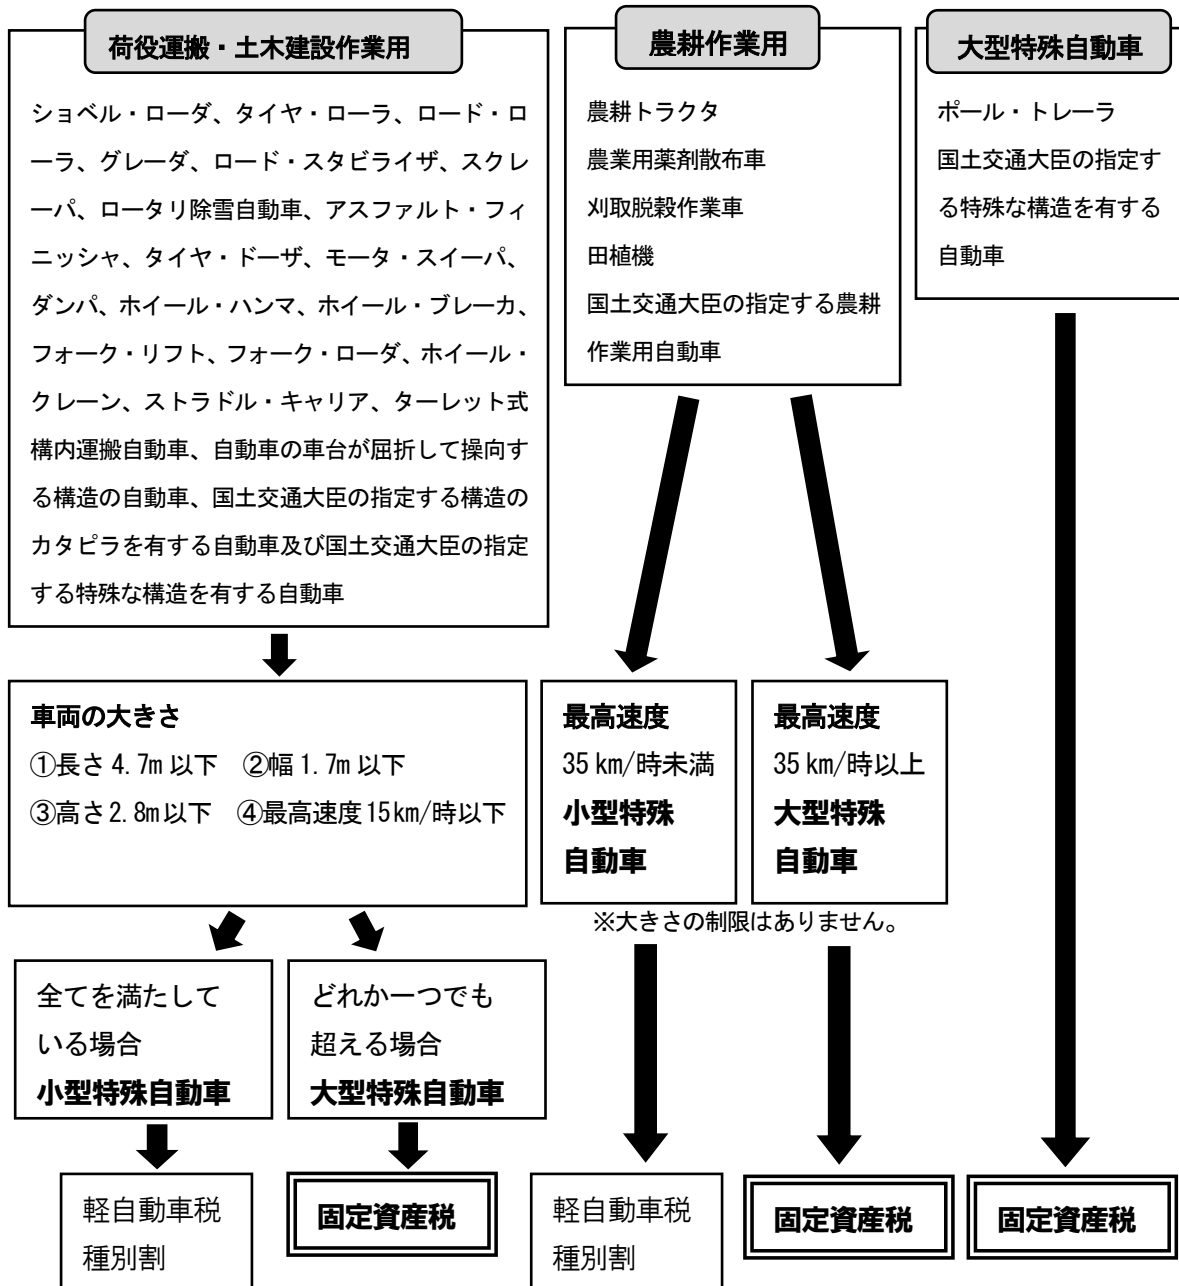 荷役運搬・土木建設作業用
ショベル・ローダ、タイヤ・ローラ、ロード・ロ
ーラ、グレーダ、ロード・スタビライザ、スクレ
ーパ、ロータリ除雪自動車、アスファルト・フィ
ニッシャ、タイヤ・ドーザ、モータ・スイーパ、
ダンパ、ホイール・ハンマ、ホイール・ブレーカ、
フォーク・リフト、フォーク・ローダ、ホイール・
クレーン、ストラドル・キャリア、ターレット式
構内運搬自動車、自動車の車台が屈折して操向す
る構造の自動車、国土交通大臣の指定する構造の
カタピラを有する自動車及び国土交通大臣の指定
する特殊な構造を有する自動車
農耕作業用
農耕トラクタ
農業用薬剤散布車
刈取脱穀作業車
田植機
国土交通大臣の指定する農耕
作業用自動車
大型特殊自動車
ポール・トレーラ
国土交通大臣の指定す
る特殊な構造を有する
自動車
車両の大きさ
①長さ4.7m以下 ②幅1.7m以下
③高さ2.8m以下 ④最高速度15km/時以下
最高速度
35km/時未満
小型特殊
自動車
最高速度
35km/時以上
大型特殊
自動車
※大きさの制限はありません。
全てを満たして
いる場合
小型特殊自動車
どれか一つでも
超える場合
大型特殊自動車
軽自動車税
種別割
固定資産税
軽自動車税
種別割
固定資産税
固定資産税